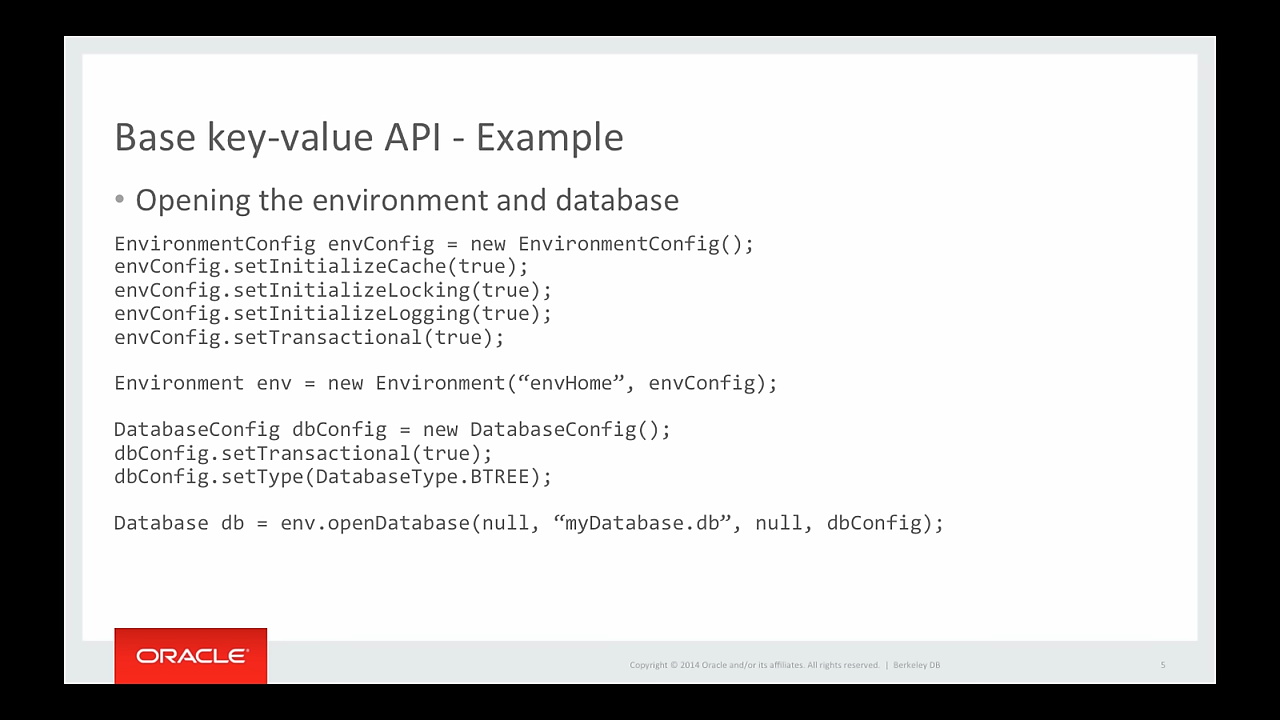 Base key-value API - Example
• Opening the environment and database
EnvironmentConfig envConfig = new EnvironmentConfig();
envConfig.setInitializeCache(true);
envConfig.setInitializeLocking(true);
envConfig.setInitializeLogging(true);
envConfig.setTransactional(true);
Environment env = new Environment(“envHome”, envConfig);
DatabaseConfig dbConfig = new DatabaseConfig();
dbConfig.setTransactional(true);
dbConfig.setType(DatabaseType.BTREE);
Database db = env.openDatabase(null, “myDatabase.db”, null, dbConfig);
ORACLE
Copyright © 2014 Oracle and/or its affiliates. All rights reserved. | Berkeley DB
5